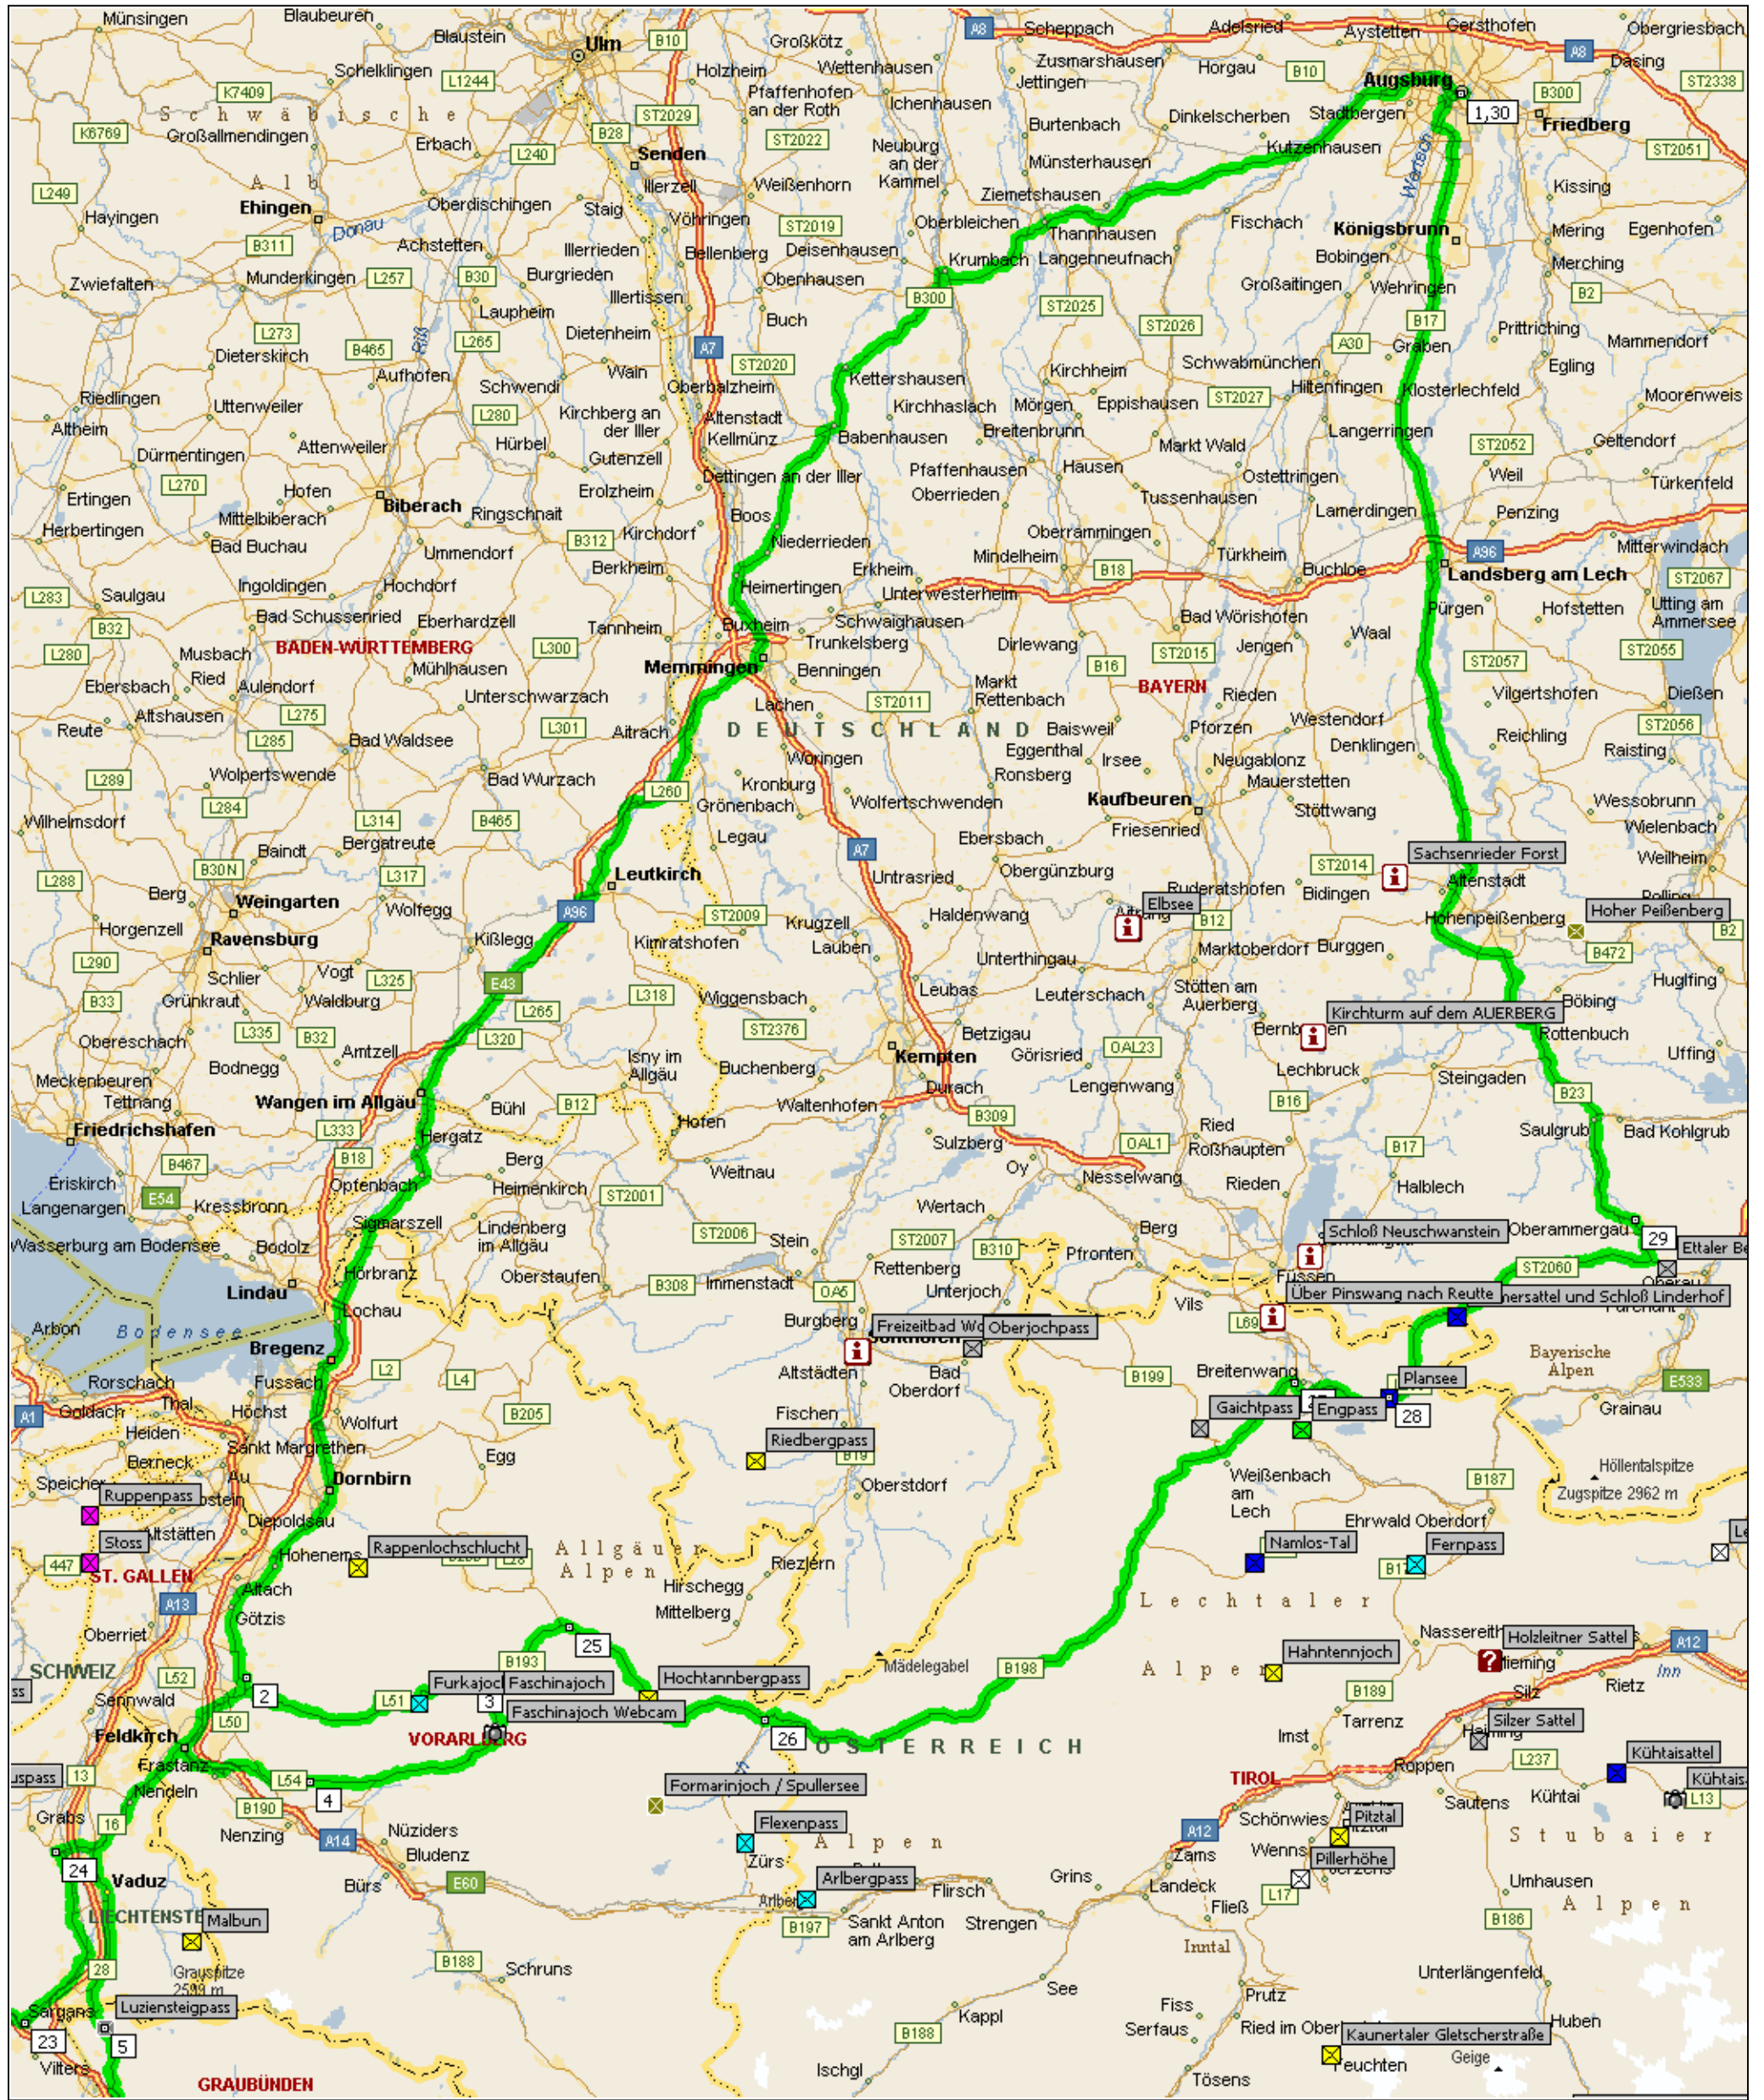 Münsingen
Blaubeuren
Blaustein
Ulm
B10
Großkötz
Wettenhausen
A8
Scheppach
Adelsried
Gersthofen
Aystetten
Obergriesbach
Schelklingen
L1244
Holzheim
Zusmarshausen
Horgau
B10
A8
Dasing
K7409
Pfaffenhofen
an der Roth
Jettingen
Augsburg
ST2338
Schwäbische
ST2029
Ichenhausen
Stadtbergen
1,30
B300
K6769
Großallmendingen
Erbach
B28
ST2022
Burtenbach
Dinkelscherben
Friedberg
L240
Senden
Neuburg
an der
Kammel
Münsterhausen
Kutzenhausen
ST2051
L249
Alb
Illerzell
Weißenhorn
Ziemetshausen
Wertach
Kissing
Hayingen
Ehingen
Oberdischingen
Staig
Vöhringen
ST2019
Oberbleichen
Fischach
Donau
B311
Achstetten
Illerrieden
Bellenberg
Deisenhausen
Thannhausen
Königsbrunn
Mering
Egenhofen
Zwiefalten
Munderkingen
L257
B30
Burgrieden
Obenhausen
Krumbach
Langenneufnach
Bobingen
Merching
Illertissen
B300
ST2025
Großaitingen
Wehringen
B2
L273
Laupheim
Dietenheim
Buch
ST2026
B17
Prittriching
Dieterskirch
B465
Riß
L265
A7
ST2020
A30
Graben
Mammendorf
Aufhofen
Schwendi
Wain
Oberbalzheim
Kettershausen
Kirchheim
Schwabmünchen
Egling
Riedlingen
Uttenweiler
L280
Kirchberg an
der Iller
Altenstadt
Kirchhaslach
Mörgen
Eppishausen
ST2027
Hiltenfingen
Klosterlechfeld
Moorenweis
Altheim
Attenweiler
Hürbel
Kellmünz
Babenhausen
Breitenbrunn
Markt Wald
Langerringen
ST2052
Geltendorf
Dürmentingen
Gutenzell
Dettingen an der Iller
Pfaffenhausen
Hausen
Ostettringen
Weil
Ertingen
L270
Hofen
Biberach
Erolzheim
Oberrieden
Tussenhausen
Türkenfeld
Herbertingen
Mittelbiberach
Ringschnait
Boos
Lamerdingen
Penzing
Bad Buchau
Ummendorf
B312
Kirchdorf
Niederrieden
Oberrammingen
Mindelheim
Türkheim
A96
Mitterwindach
L283
Saulgau
Ingoldingen
Hochdorf
Berkheim
Heimertingen
Erkheim
B18
Buchloe
Landsberg am Lech
ST2067
Unterwesterheim
B32
Bad Schussenried
Eberhardzell
Tannheim
Buxheim
Schwaighausen
Bad Wörishofen
Pürgen
Hofstetten
Utting am
Ammersee
L280
Musbach
BADEN-WÜRTTEMBERG
L300
Trunkelsberg
Dirlewang
Jengen
Waal
Mühlhausen
Memmingen
Benningen
B16
ST2015
ST2057
ST2055
Ebersbach
Ried
Aulendorf
Unterschwarzach
Markt
Rettenbach
BAYERN
Rieden
Vilgertshofen
Dießen
Reute
Altshausen
L275
L301
Aitrach
Lachen
ST2011
DEUTSCHLAND
Baisweil
Pforzen
Westendorf
ST2056
L285
Bad Waldsee
Woringen
Eggenthal
Irsee
Denklingen
Reichling
L289
Wolpertswende
Bad Wurzach
L260
Kronburg
Ronsberg
Neugablonz
Mauerstetten
Raisting
L284
Grönenbach
Wolfertschwenden
Kaufbeuren
Stöttwang
Wessobrunn
Wilhelmsdorf
L314
B465
Legau
Ebersbach
Friesenried
Wielenbach
Baindt
Bergatreute
A7
ST2014
Sachsenrieder Forst
Weilheim
B30N
Leutkirch
Untrasried
Obergünzburg
L288
Berg
Weingarten
L317
Wolfegg
A96
ST2009
Krugzell
Haldenwang
Elbsee
Ruderatshofen
Bidingen
Altenstadt
Hohenpeißenberg
Hoher Peißenberg
Horgenzell
Ravensburg
Kißlegg
Kimratshofen
Lauben
B12
Marktoberdorf
Burggen
B2
L290
Schlier
Vogt
L325
E43
Unterthingau
B472
B33
Grünkraut
Waldburg
L265
L318
Wiggensbach
Leubas
Leuterschach
Stötten am
Auerberg
Kirchturm auf dem AUERBERG
Huglfing
Böbing
L335
B32
L320
ST2376
Betzigau
Rottenbuch
Obereschach
Amtzell
Isny im
Allgäu
Kempten
Görisried
OAL23
Uffing
Meckenbeuren
Bodnegg
Buchenberg
Lechbruck
Steingaden
Tettnang
Wangen im Allgäu
Bühl
B12
Durach
Lengenwang
B16
B23
Friedrichshafen
L333
Hofen
Waltenhofen
B309
Ried
Saulgrub
Bad Kohlgrub
B467
B18
Hergatz
Sulzberg
OAL1
Roßhaupten
B17
Eriskirch
E54
Opfenbach
Berg
Weitnau
Oy
Nesselwang
Halblech
Langenargen
Kressbronn
Heimenkirch
ST2001
Wertach
Rieden
Sigmarszell
Lindenberg
im Allgäu
ST2006
Stein
ST2007
B310
Berg
Schloß Neuschwanstein
Oberammergau
29
Wasserburg am Bodensee
Bodolz
Pfronten
Ettaler Be
Lindau
Hörbranz
Oberstaufen
B308
Immenstadt
Rettenberg
Füssen
ST2060
Oberau
Lochau
OA5
Unterjoch
Vils
Über Pinswang nach Reutte
nersattel und Schloß Linderhof
Arbon
Bodensee
Burgberg
Freizeitbad Wo
Oberjochpass
L69
Bregenz
L2
L4
Altstädten
Bad
Oberdorf
B199
Breitenwang
Plansee
Bayerische
Alpen
E533
Rorschach
Fussach
A1
Goldach
Thal
Höchst
Wolfurt
B205
Fischen
Gaichtpass
Engpass
28
Grainau
Heiden
Sankt Margrethen
Egg
Riedbergpass
B19
Berneck
Au
Dornbirn
Oberstdorf
Weißenbach
am
Lech
B187
Höllentalspitze
Zugspitze 2962 m
Speicher
Ruppenpass
Diepoldsau
Ehrwald Oberdorf
Altstätten
Stoss
Hohenems
Rappenlochschlucht
Allgäuer
Alpen
Riezlern
Namlos-Tal
Fernpass
447
ST. GALLEN
Altach
Hirschegg
A13
Götzis
Mittelberg
Lechtaler
Alpen
Oberriet
25
Nassereith
Holzleitner Sattel
A12
SCHWEIZ
L52
B193
Mädelegabel
B198
Hahntennjoch
Mieming
Inn
Sennwald
2
L51
Furkajoch
Faschinajoch
3
Hochtannbergpass
B189
Silz
Rietz
L50
Faschinajoch Webcam
Tarrenz
Feldkirch
VORARLBERG
26
ÖSTERREICH
Imst
Silzer Sattel
Frastanz
L54
Roppen
L237
Kühtaisattel
uspass
13
Nendeln
4
Formarinjoch / Spullersee
TIROL
Kühtai
Kühtais
L13
Grabs
16
B190
Nenzing
A14
Nüziders
Flexenpass
Alpen
A12
Schönwies
Pitztal
Sautens
Stubaier
Alpen
24
Bludenz
Zürs
Zams
Wenns
Pillerhöhe
Vaduz
Bürs
E60
Arlbergpass
Flirsch
Grins
Landeck
L17
Umhausen
Malbun
B197
Sankt Anton
am Arlberg
Strengen
Fließ
B186
28
Grauspitze
2599 m
B188
Schruns
Inntal
Unterlängenfeld
Sargans
Luziensteigpass
See
Prutz
23
5
Kappl
Fiss
Serfaus
Huben
Vilters
B188
Kaunertaler Gletscherstraße
Feuchten
Geige
GRAUBÜNDEN
Ischgl
Tösens